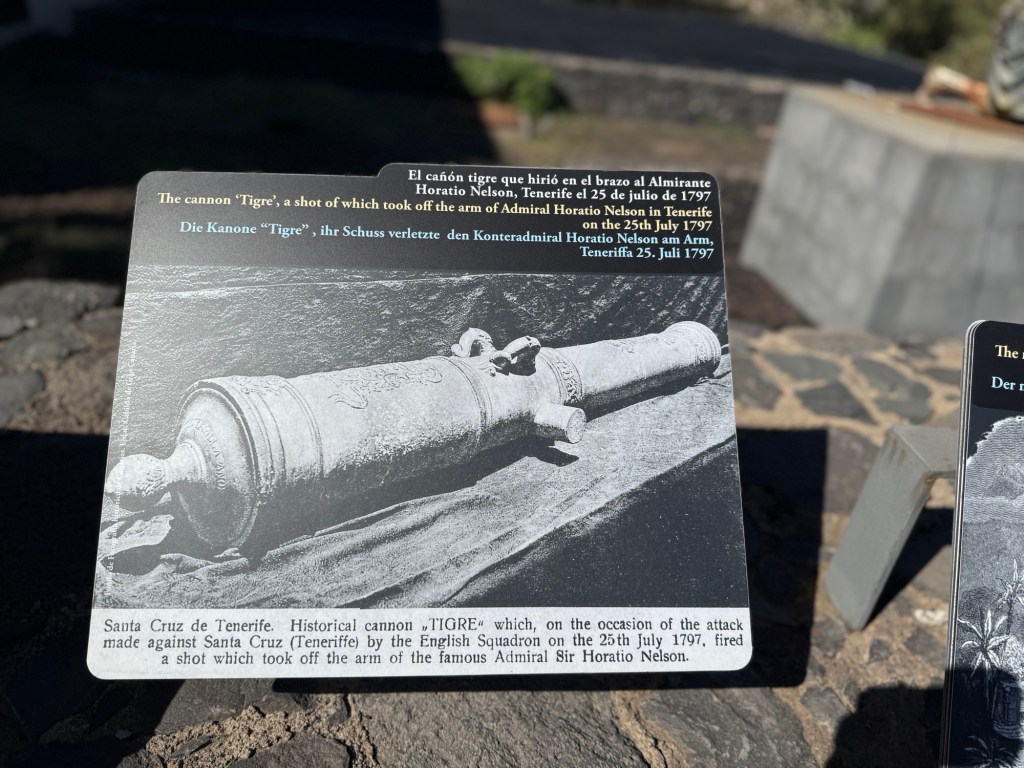 El cañón tigre que hirió en el brazo al Almirante
Horatio Nelson, Tenerife el 25 de julio de 1797
The cannon ‘Tigre’, a shot of which took off the arm of Admiral Horatio Nelson in Tenerife
on the 25th July 1797
Die Kanone “Tigre” , ihr Schuss verletzte den Konteradmiral Horatio Nelson am Arm,
Teneriffa 25. Juli 1797
Santa Cruz de Tenerife. Historical cannon „TIGRE“ which, on the occasion of the attack
made against Santa Cruz (Teneriffe) by the English Squadron on the 25th July 1797, fired
a shot which took off the arm of the famous Admiral Sir Horatio Nelson.
The
Der